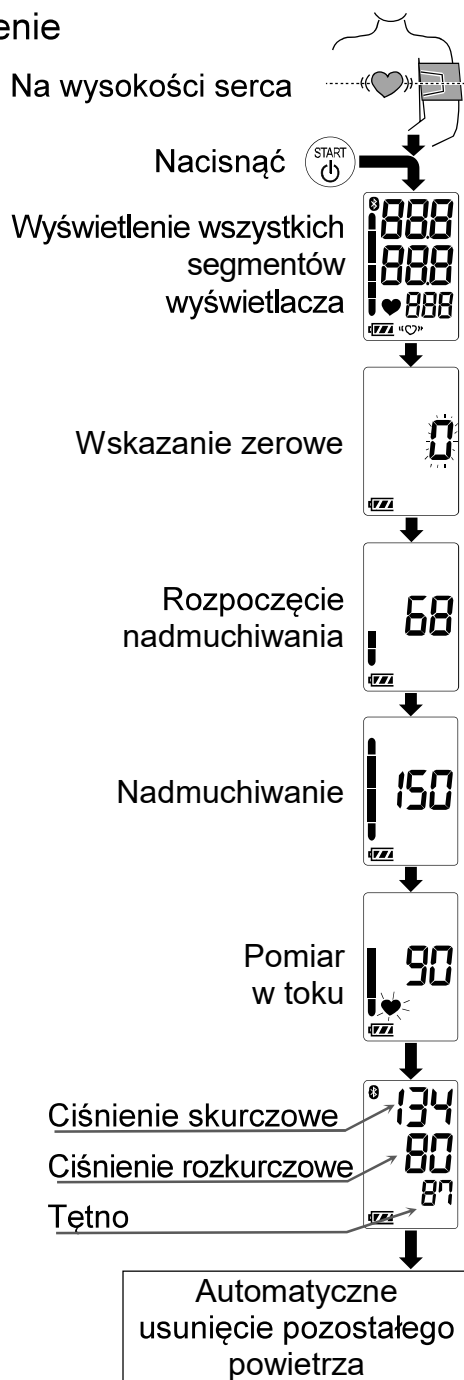 enie
Na wysokości serca
Nacisnąć START
Wyświetlenie wszystkich
segmentów
wyświetlacza
888
888
888
Wskazanie zerowe
0
Rozpoczęcie
nadmuchiwania
68
Nadmuchiwanie
150
Pomiar
w toku
90
Ciśnienie skurczowe 134
Ciśnienie rozkurczowe 80
Tętno 87
Automatyczne
usunięcie pozostałego
powietrza